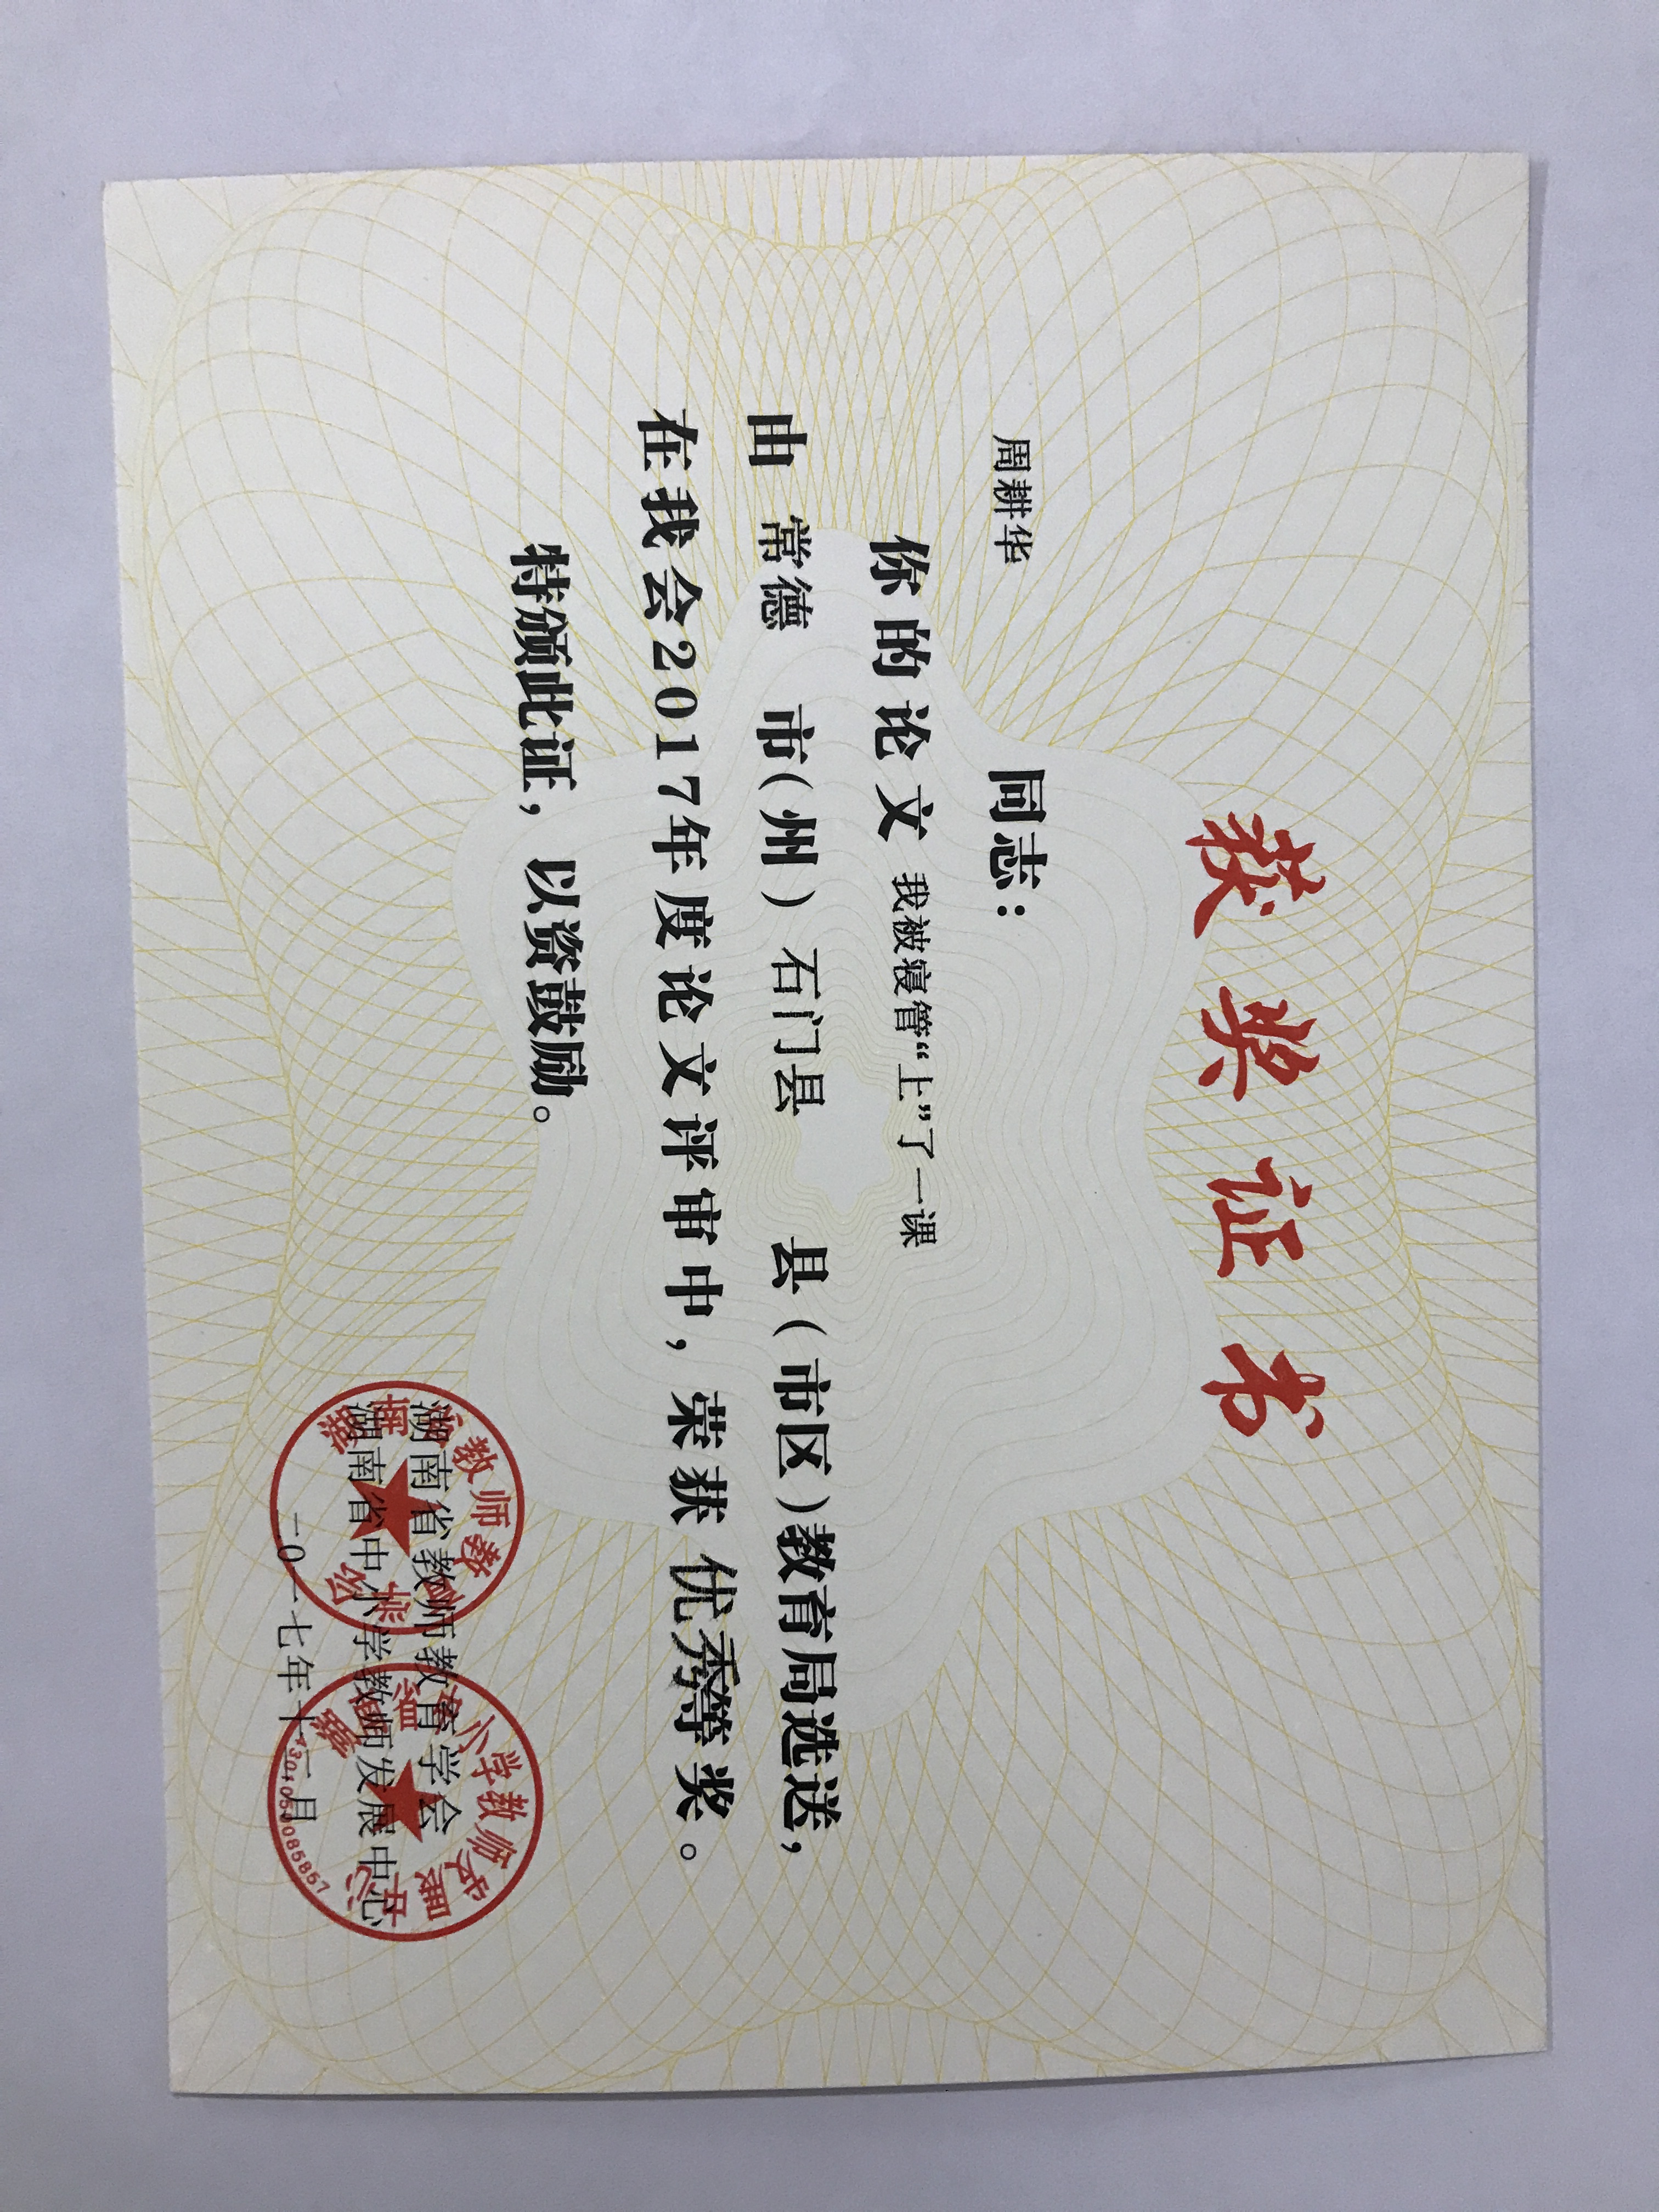 获奖证书
周耕华 同志：
你的论文 我被寝管“上”了一课
由 常德 市（州）石门县 县（市区）教育局选送，
在我会2017年度论文评审中，荣获 优秀等奖。
特颁此证，以资鼓励。
湖南省教师教育学会
湖南省中小学教师发展中心
二0一七年十二月